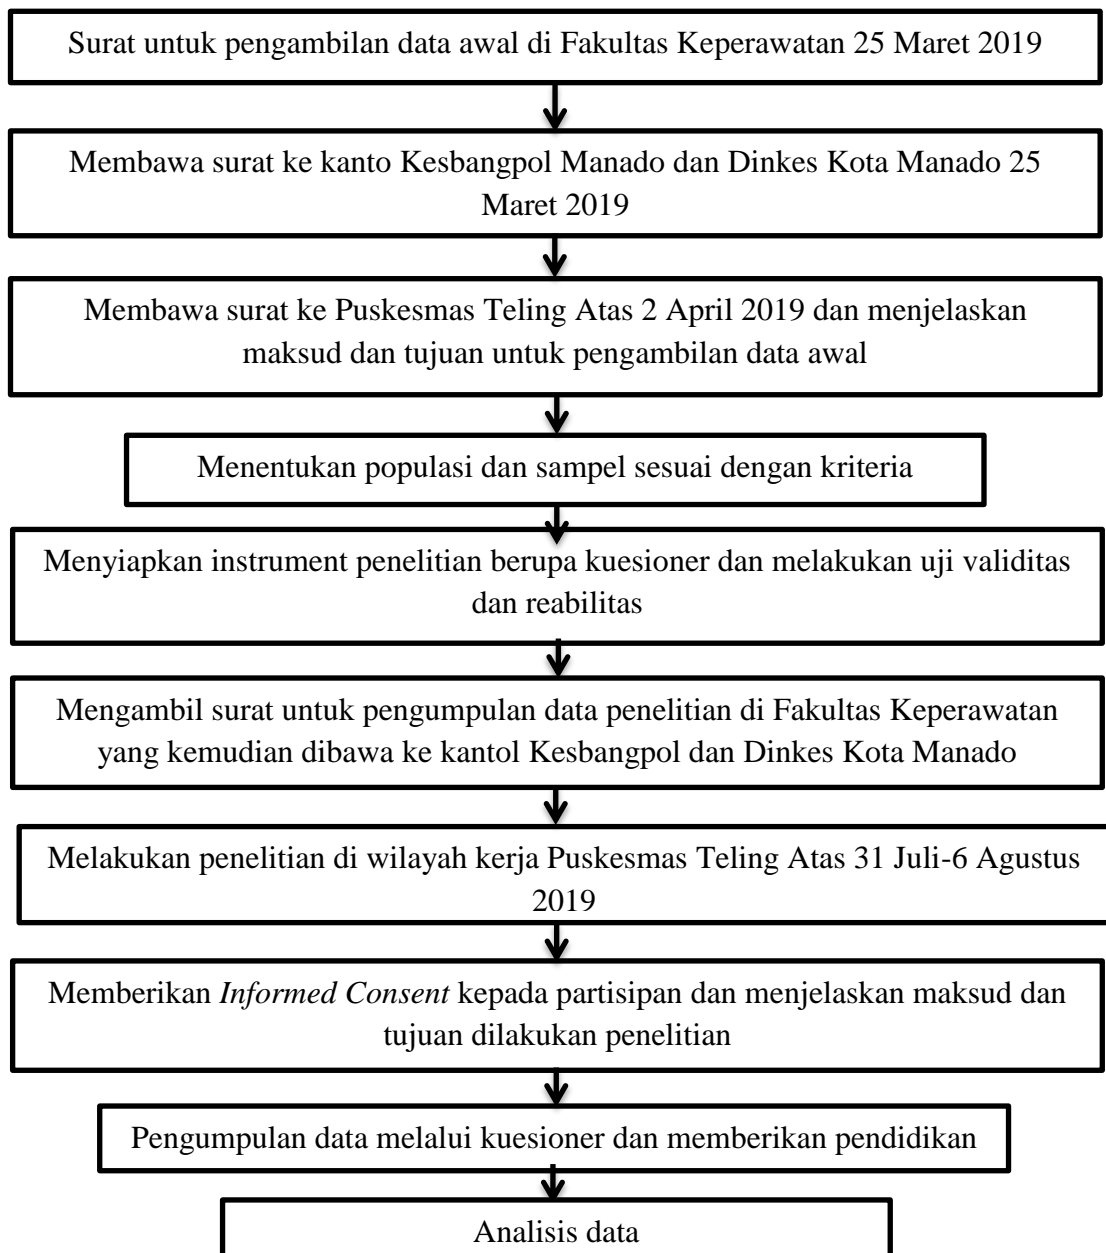 Surat untuk pengambilan data awal di Fakultas Keperawatan 25 Maret 2019
Membawa surat ke kanto Kesbangpol Manado dan Dinkes Kota Manado 25
Maret 2019
Membawa surat ke Puskesmas Teling Atas 2 April 2019 dan menjelaskan
maksud dan tujuan untuk pengambilan data awal
Menentukan populasi dan sampel sesuai dengan kriteria
Menyiapkan instrument penelitian berupa kuesioner dan melakukan uji validitas
dan reabilitas
Mengambil surat untuk pengumpulan data penelitian di Fakultas Keperawatan
yang kemudian dibawa ke kantol Kesbangpol dan Dinkes Kota Manado
Melakukan penelitian di wilayah kerja Puskesmas Teling Atas 31 Juli-6 Agustus
2019
Memberikan Informed Consent kepada partisipan dan menjelaskan maksud dan
tujuan dilakukan penelitian
Pengumpulan data melalui kuesioner dan memberikan pendidikan
Analisis data